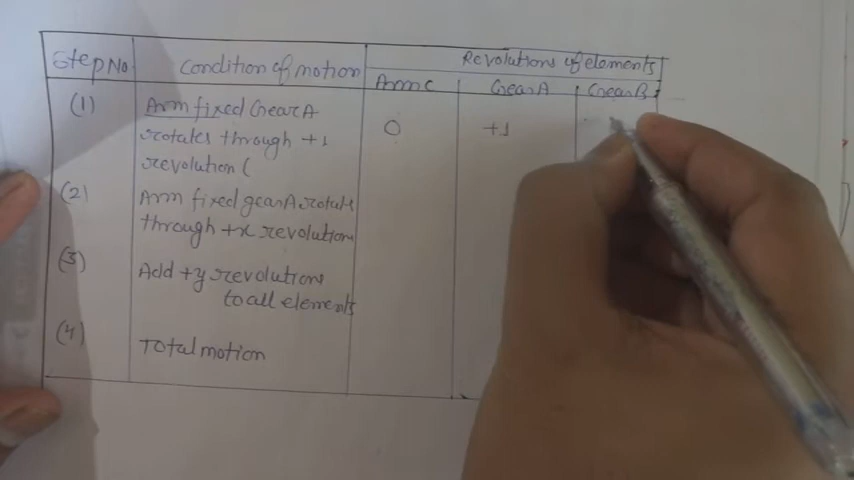 Step No Condition of motion Revolutions of elements
Arm C Gear A Gear B
(1) Arm fixed Gear A
rotates through +1 0 +1
revolution (
(2) Arm fixed gear A rotate
through +x revolutions
(3) Add +y revolutions
to all elements
(4) Total motion